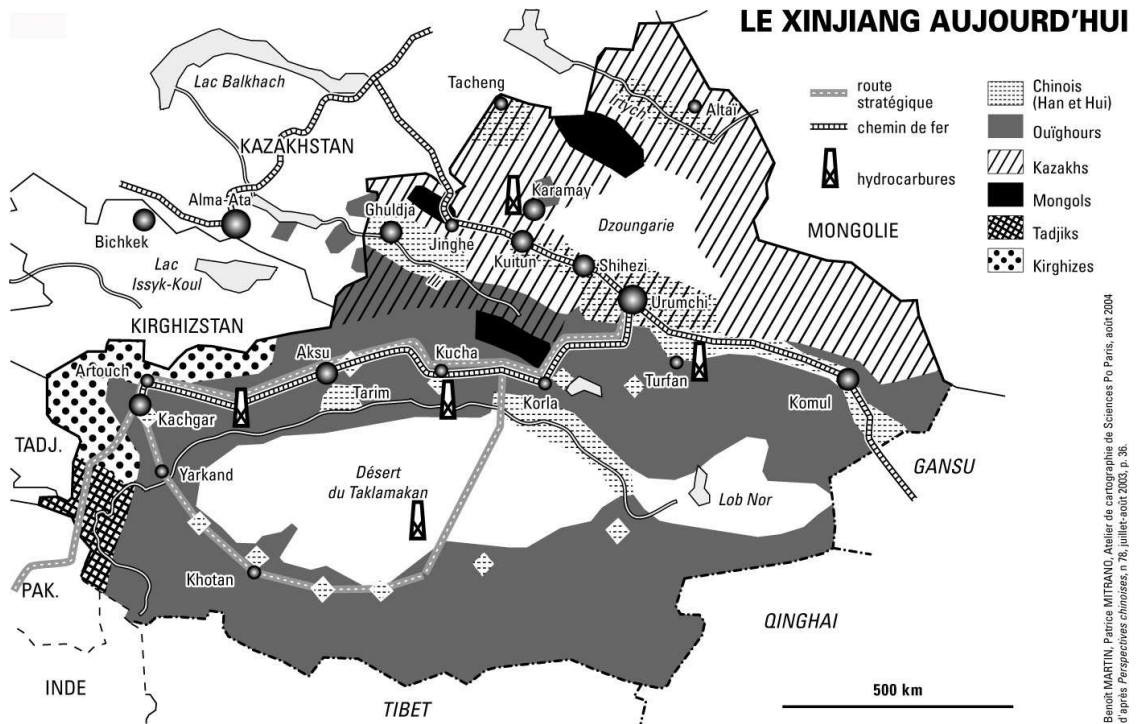 LE XINJIANG AUJOURD'HUI
route
stratégique
chemin de fer
hydrocarbures
Chinois
(Han et Hui)
Ouïghours
Kazakhs
Mongols
Tadjiks
Kirghizes
Lac Balkhach
Tacheng
Irtych
Altaï
KAZAKHSTAN
Alma-Ata
Bichkek
Ghuldja
Jinghe
Karamay
Dzoungarie
MONGOLIE
Kuitun
Shihezi
Lac
Issyk-Koul
Ili
Urumchi
KIRGHIZSTAN
Artouch
Aksu
Kucha
Turfan
Kachgar
Tarim
Korla
Komul
TADJ.
Yarkand
Désert
du Taklamakan
Lob Nor
GANSU
PAK.
Khotan
QINGHAI
INDE
TIBET
500 km
Benoît MARTIN, Patrice MITRANO, Atelier de cartographie de Sciences Po Paris, août 2004
d'après Perspectives chinoises, n 78, juillet-août 2003, p. 36.